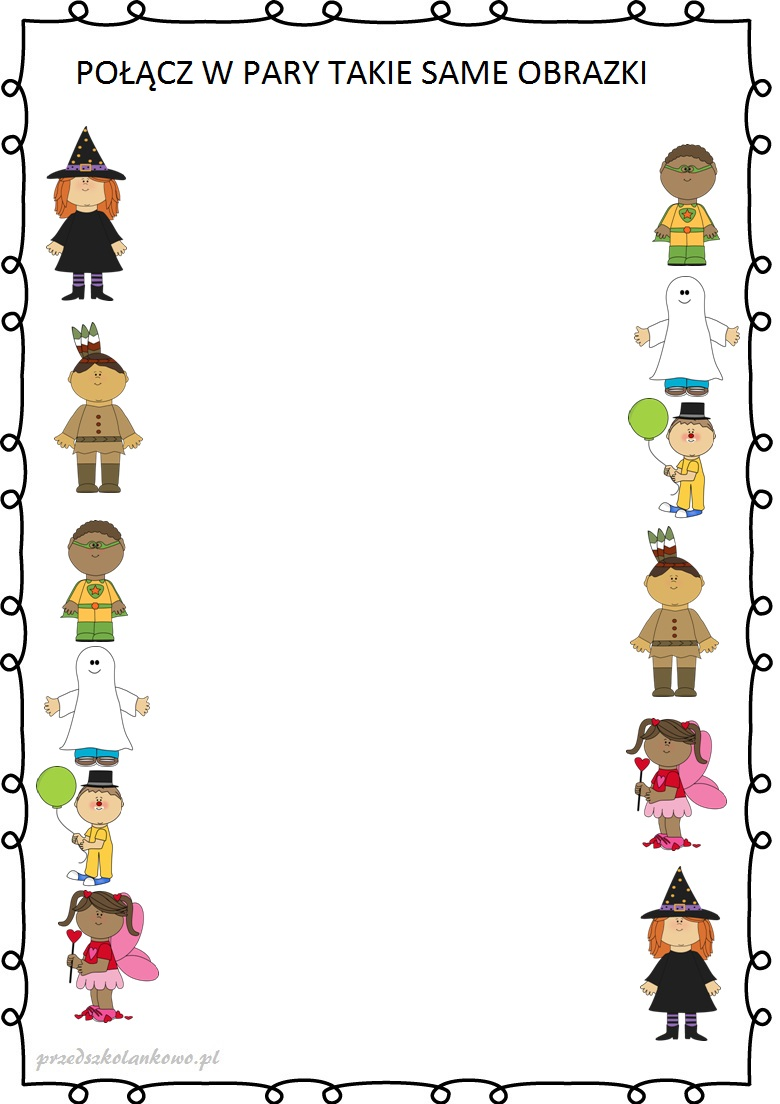 POŁĄCZ W PARY TAKIE SAME OBRAZKI
przedszkolankowo.pl